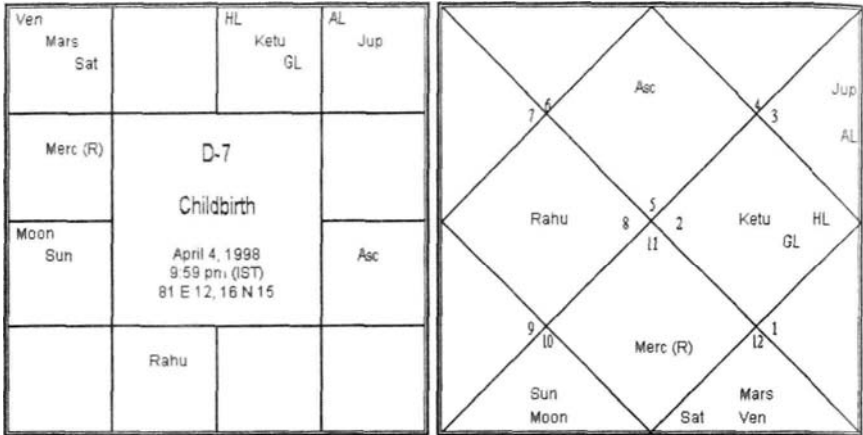 Ven
HL
AL
Mars
Ketu
Jup
Sat
GL
Merc (R)
D-7
Childbirth
Moon
Sun
April 4, 1998
9:59 pm (IST)
81 E 12, 16 N 15
Asc
Rahu
Asc
6
4
7
3
Jup
AL
5
Rahu
8
2
Ketu
HL
11
GL
9
1
10
12
Merc (R)
Sun
Mars
Moon
Sat
Ven